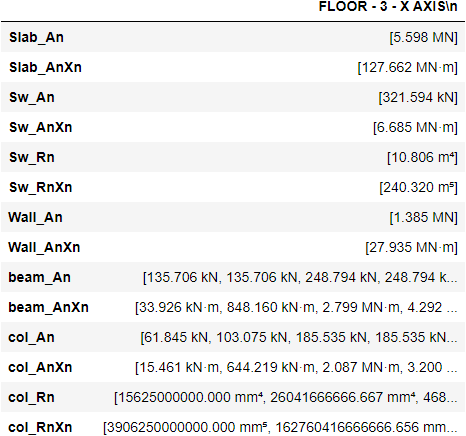 FLOOR - 3 - X AXIS\n
Slab_An [5.598 MN]
Slab_AnXn [127.662 MN·m]
Sw_An [321.594 kN]
Sw_AnXn [6.685 MN·m]
Sw_Rn [10.806 m⁴]
Sw_RnXn [240.320 m⁵]
Wall_An [1.385 MN]
Wall_AnXn [27.935 MN·m]
beam_An [135.706 kN, 135.706 kN, 248.794 kN, 248.794 k...
beam_AnXn [33.926 kN·m, 848.160 kN·m, 2.799 MN·m, 4.292 ...
col_An [61.845 kN, 103.075 kN, 185.535 kN, 185.535 kN...
col_AnXn [15.461 kN·m, 644.219 kN·m, 2.087 MN·m, 3.200 ...
col_Rn [15625000000.000 mm⁴, 26041666666.667 mm⁴, 468...
col_RnXn [3906250000000.000 mm⁵, 162760416666666.656 mm...